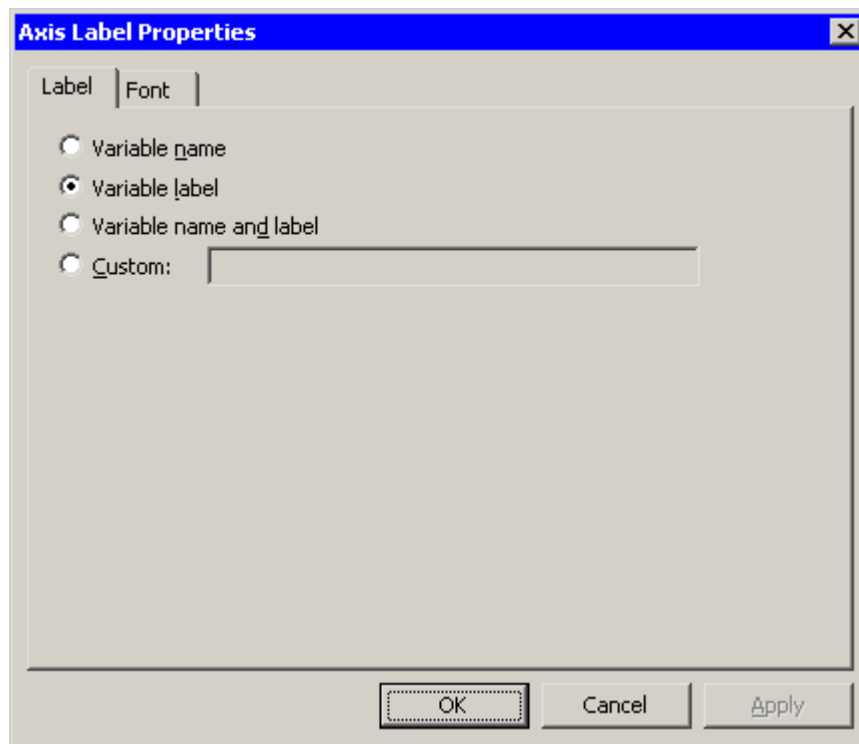 Axis Label Properties
Label Font
Variable name
Variable label
Variable name and label
Custom:
OK Cancel Apply